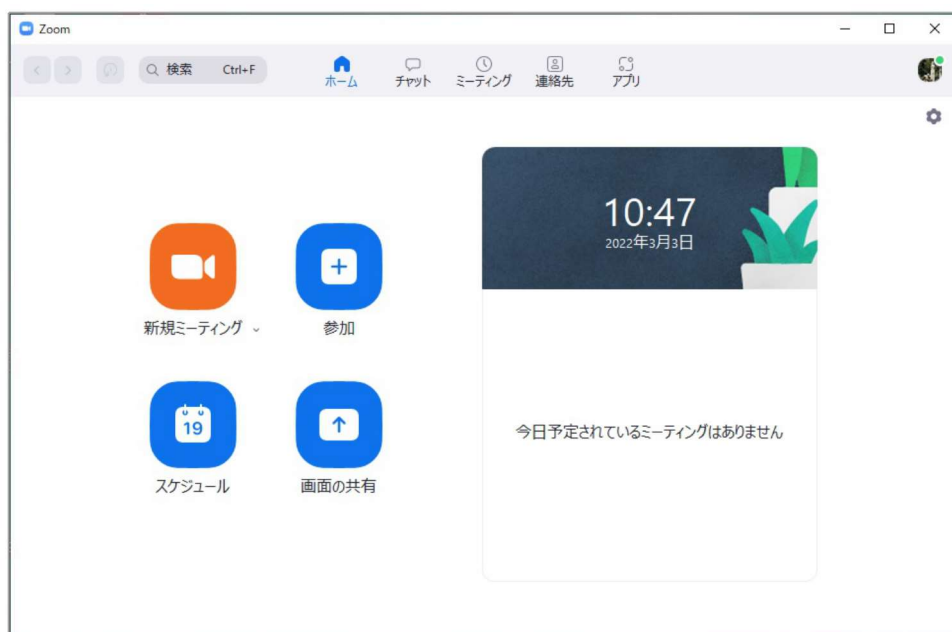 Zoom
検索 Ctrl+F
ホーム
チャット
ミーティング
連絡先
アプリ
10:47
2022年3月3日
新規ミーティング
参加
19
スケジュール
画面の共有
今日予定されているミーティングはありません